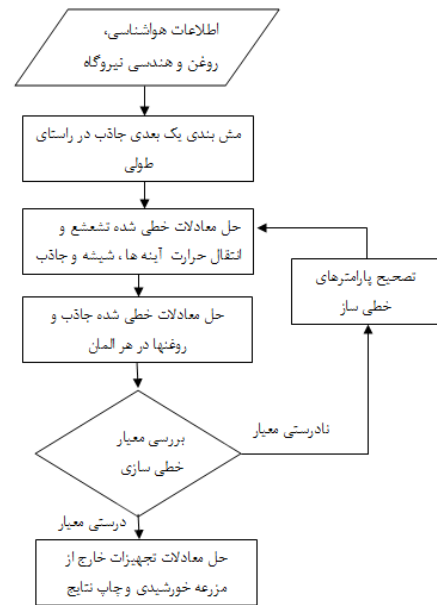 اطلاعات هواشناسی،
روغن و هندسی نیروگاه
مش بندی یک بعدی جاذب در راستای
طولی
حل معادلات خطی شده تشعشع و
انتقال حرارت آینه ها ، شیشه و جاذب
تصحیح پارامترهای
خطی ساز
حل معادلات خطی شده جاذب و
روغنها در هر المان
بررسی معیار
خطی سازی
نادرستی معیار
درستی معیار
حل معادلات تجهیزات خارج از
مزرعه خورشیدی و چاپ نتایج